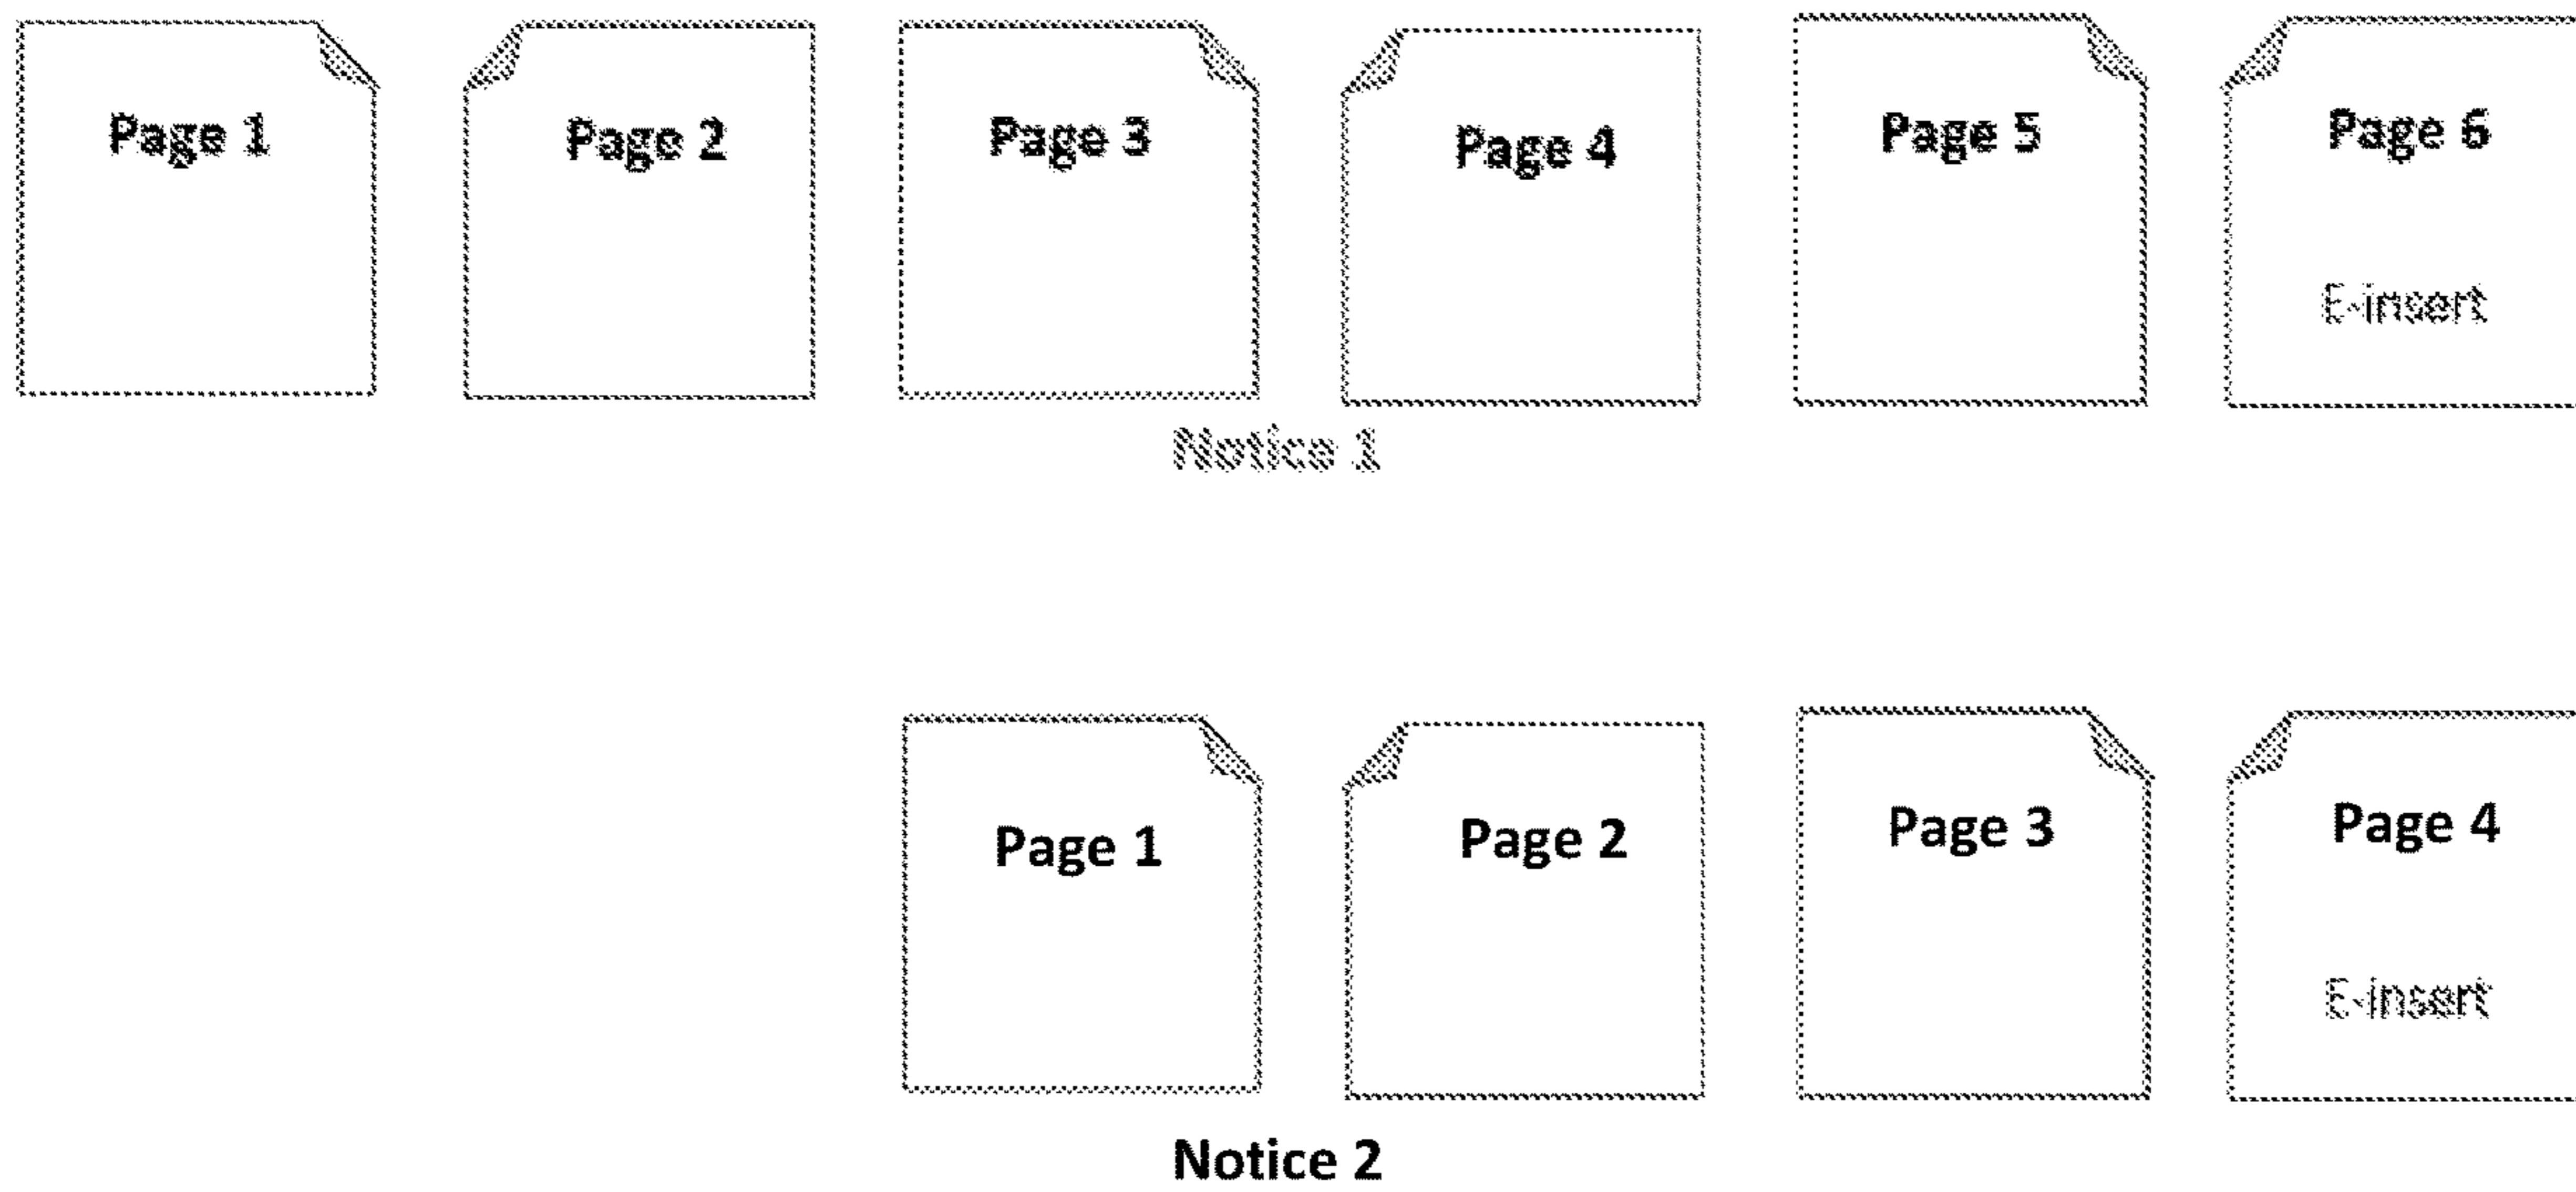 Page 1 Page 2 Page 3 Page 4 Page 5 Page 6
E-insert
Notice 1
Page 1 Page 2 Page 3 Page 4
E-insert
Notice 2